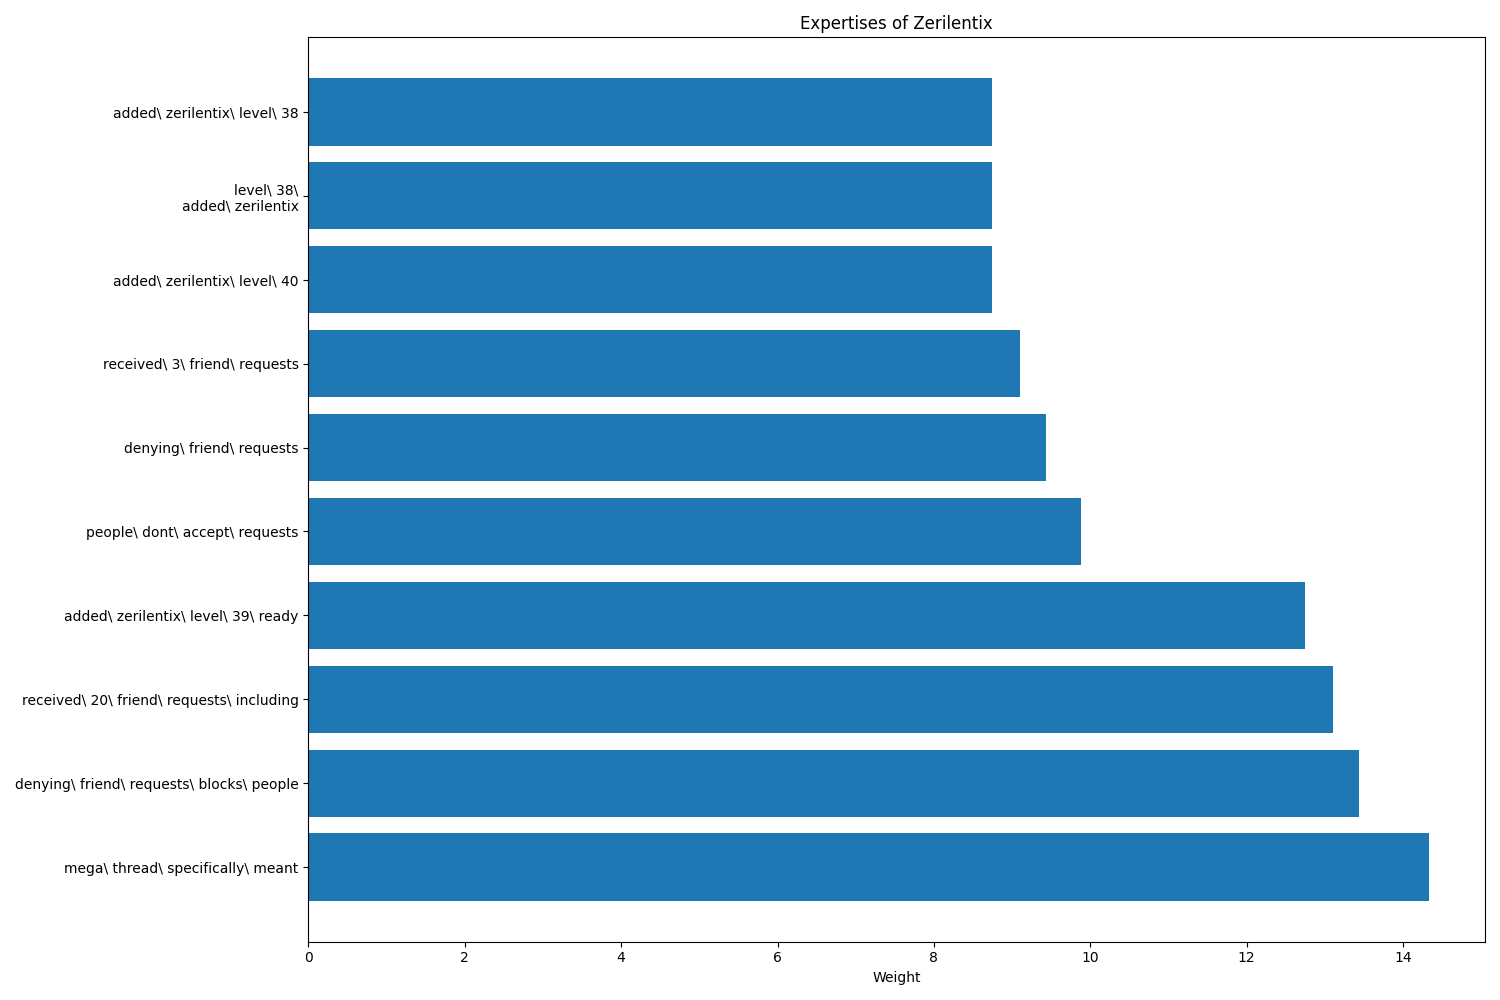 Expertises of Zerilentix
added\ zerilentix\ level\ 38
level\ 38\
added\ zerilentix
added\ zerilentix\ level\ 40
received\ 3\ friend\ requests
denying\ friend\ requests
people\ dont\ accept\ requests
added\ zerilentix\ level\ 39\ ready
received\ 20\ friend\ requests\ including
denying\ friend\ requests\ blocks\ people
mega\ thread\ specifically\ meant
0 2 4 6 8 10 12 14
Weight